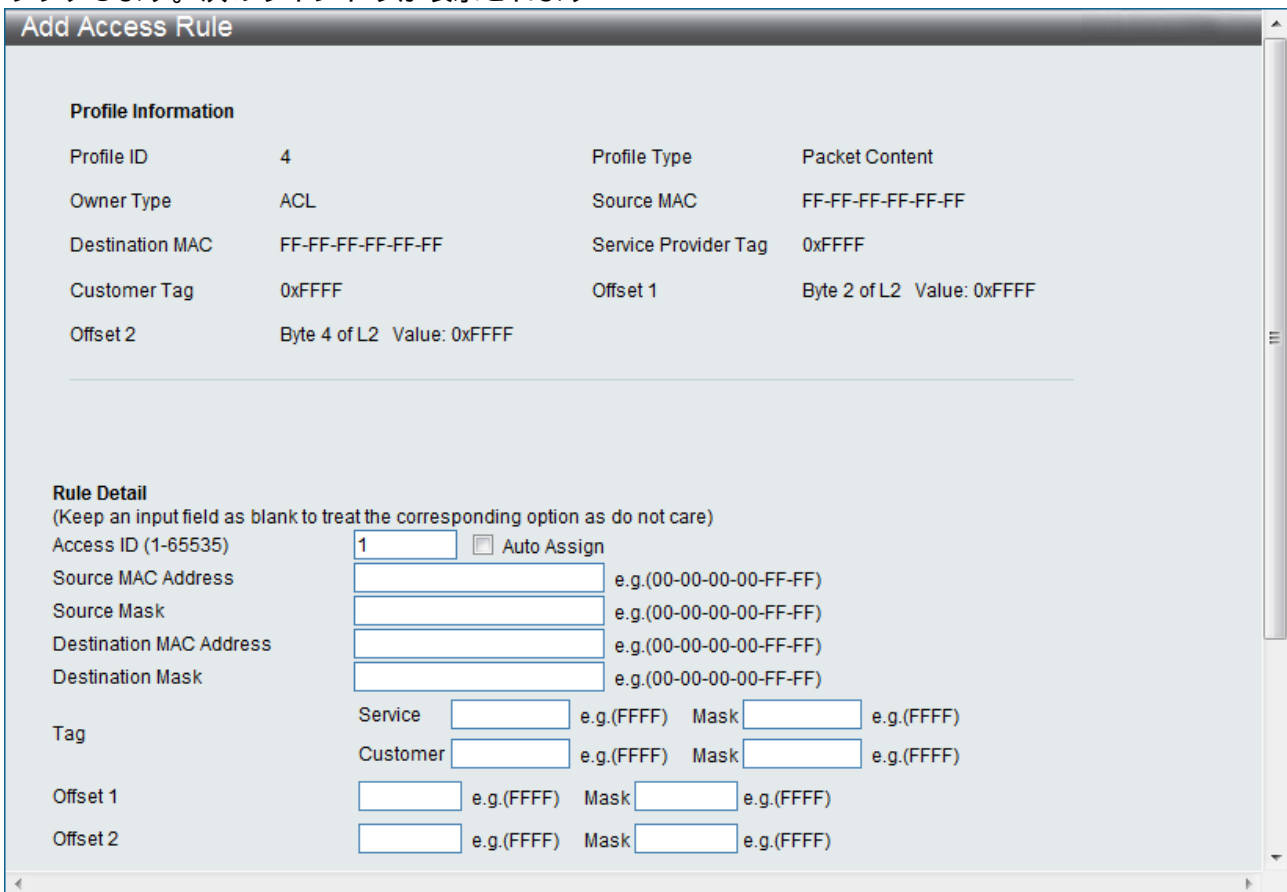 Add Access Rule
Profile Information
Profile ID 4 Profile Type Packet Content
Owner Type ACL Source MAC FF-FF-FF-FF-FF-FF
Destination MAC FF-FF-FF-FF-FF-FF Service Provider Tag 0xFFFF
Customer Tag 0xFFFF Offset 1 Byte 2 of L2 Value: 0xFFFF
Offset 2 Byte 4 of L2 Value: 0xFFFF
Rule Detail
(Keep an input field as blank to treat the corresponding option as do not care)
Access ID (1-65535) 1 Auto Assign
Source MAC Address e.g.(00-00-00-00-FF-FF)
Source Mask e.g.(00-00-00-00-FF-FF)
Destination MAC Address e.g.(00-00-00-00-FF-FF)
Destination Mask e.g.(00-00-00-00-FF-FF)
Tag
Service e.g.(FFFF) Mask e.g.(FFFF)
Customer e.g.(FFFF) Mask e.g.(FFFF)
Offset 1 e.g.(FFFF) Mask e.g.(FFFF)
Offset 2 e.g.(FFFF) Mask e.g.(FFFF)